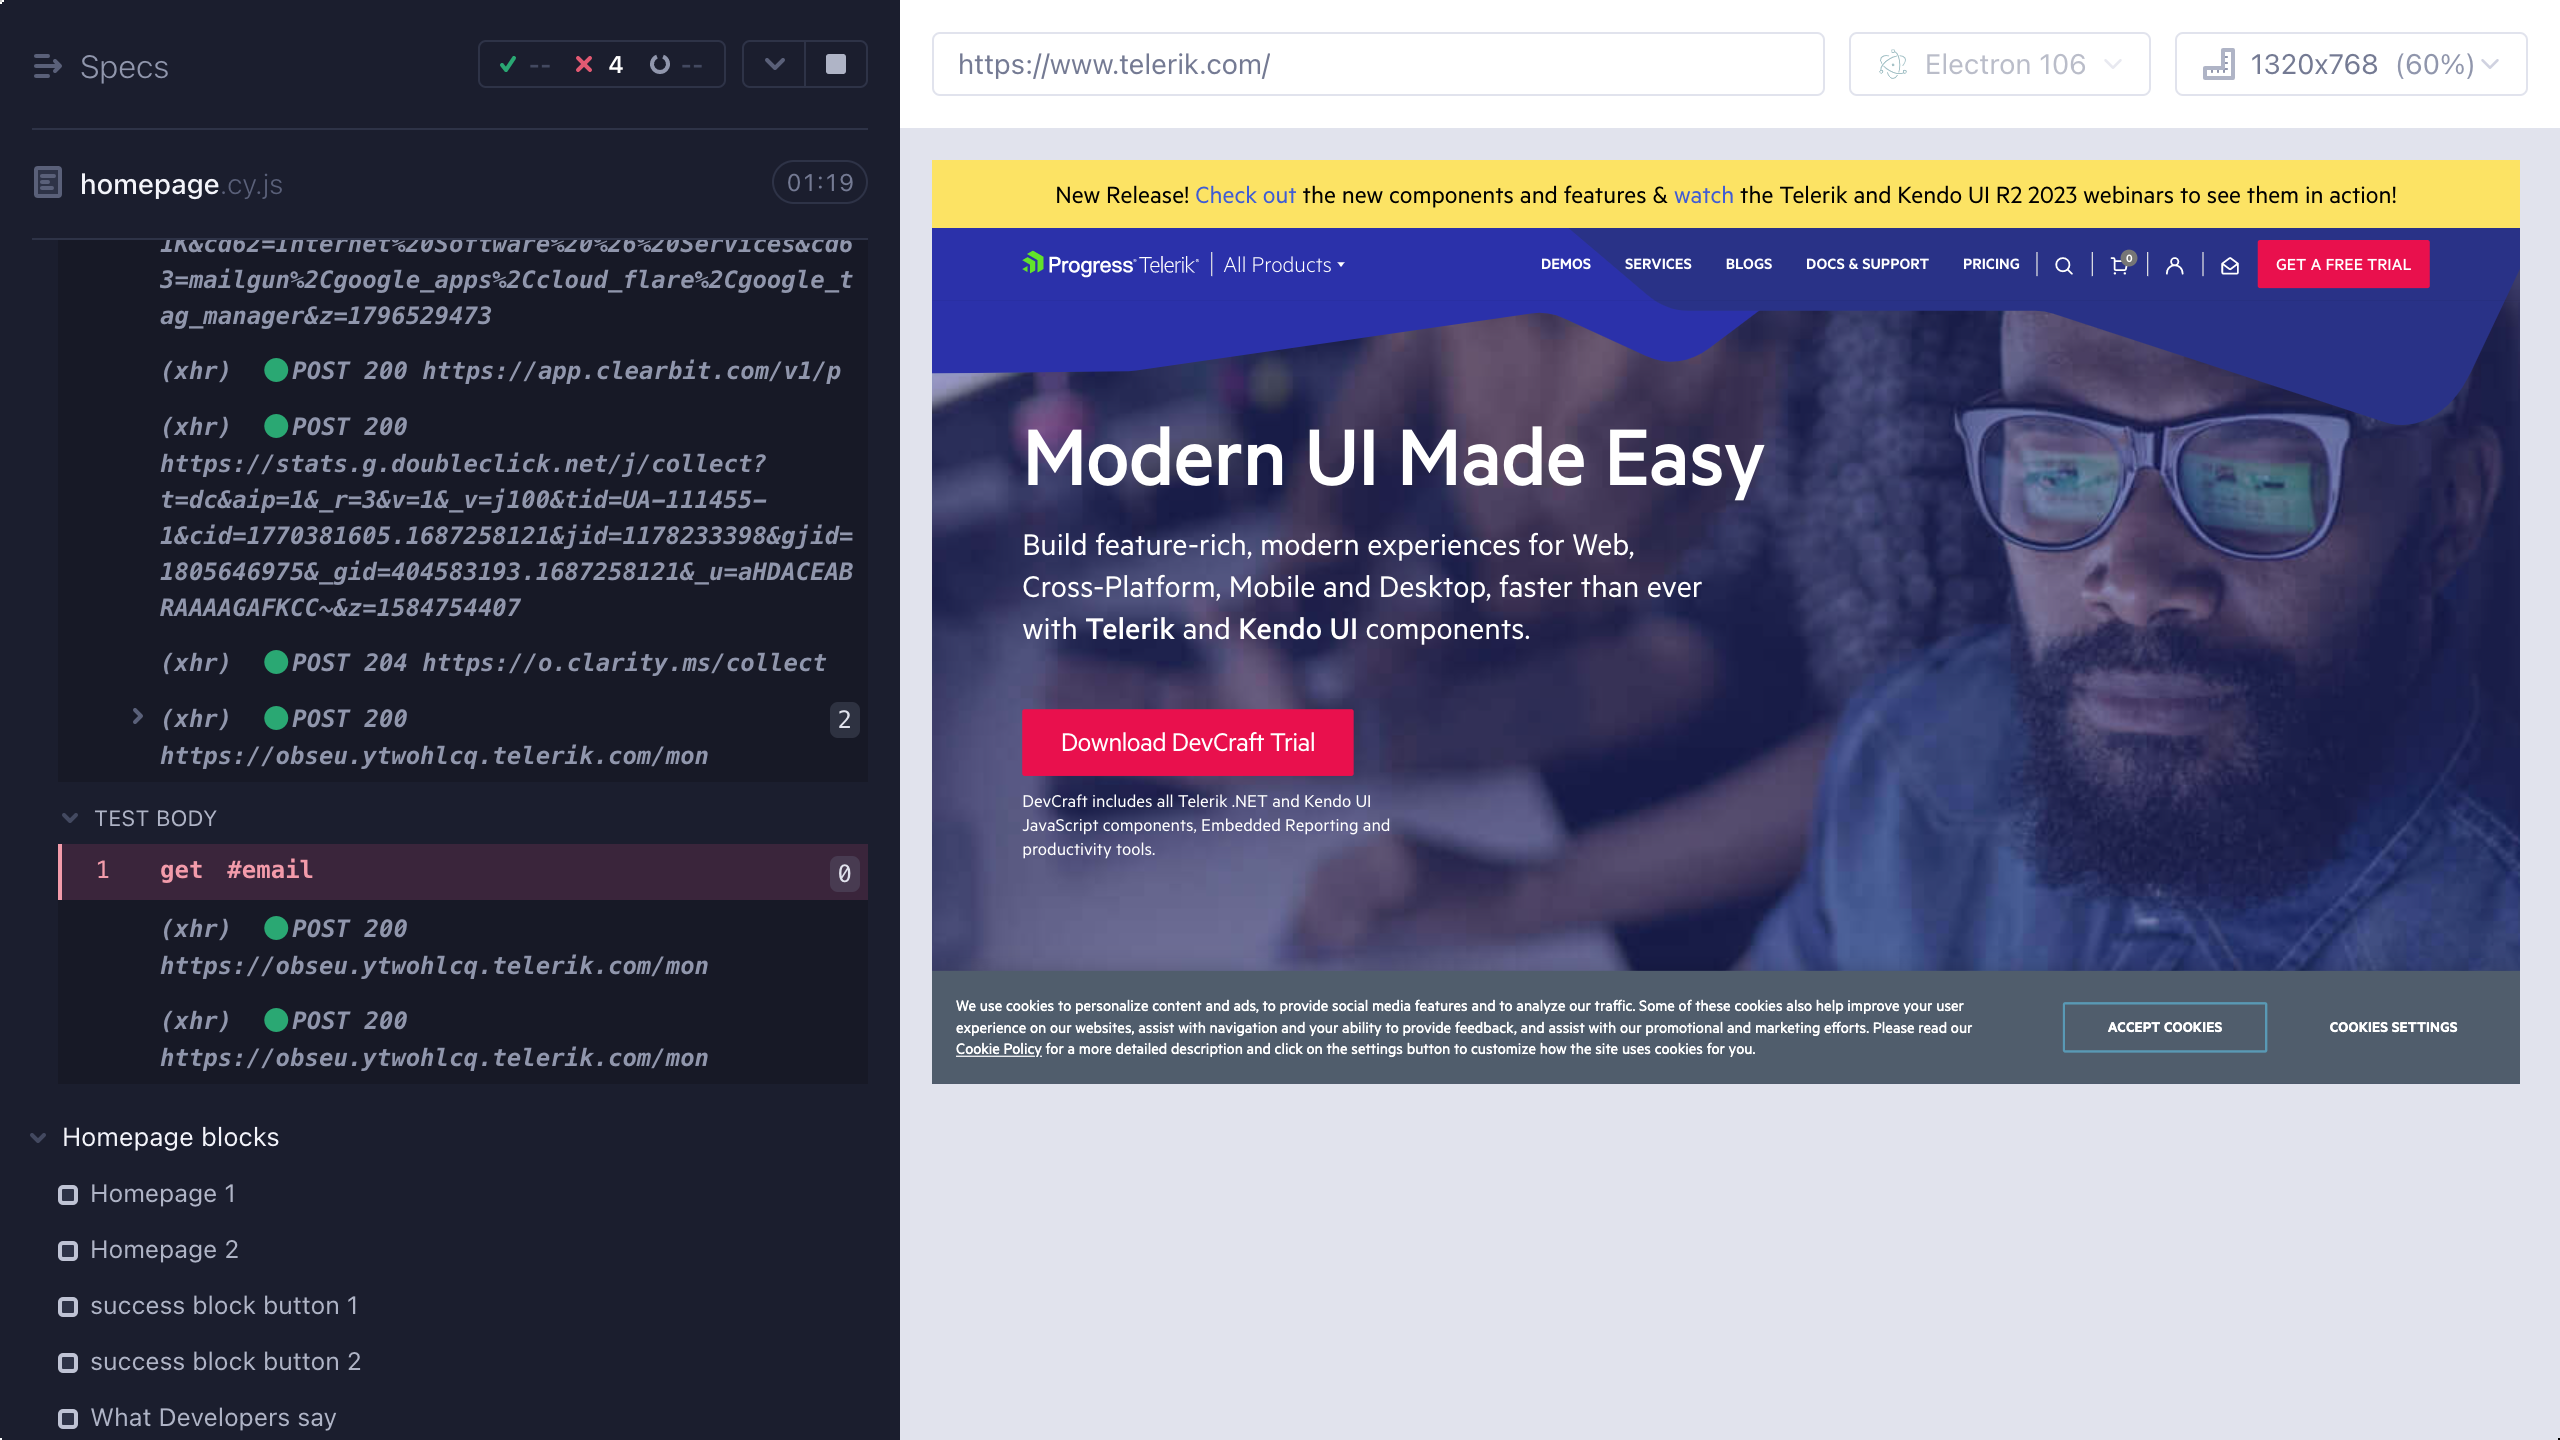 Specs
-- 4 --
homepage.cy.js
01:19
1K&cd62=Internet%20Software%20%26%20Services&cd6
3=mailgun%2Cgoogle_apps%2Ccloud_flare%2Cgoogle_t
ag_manager&z=1796529473
(xhr) POST 200 https://app.clearbit.com/v1/p
(xhr) POST 200
https://stats.g.doubleclick.net/j/collect?
t=dc&aip=1&_r=3&v=1&_v=j100&tid=UA-111455-
1&cid=1770381605.1687258121&jid=1178233398&gjid=
1805646975&_gid=404583193.1687258121&_u=aHDACEAB
RAAAAGAFKCC~&z=1584754407
(xhr) POST 204 https://o.clarity.ms/collect
(xhr) POST 200
2
https://obseu.ytwohlcq.telerik.com/mon
TEST BODY
1 get #email 0
(xhr) POST 200
https://obseu.ytwohlcq.telerik.com/mon
(xhr) POST 200
https://obseu.ytwohlcq.telerik.com/mon
Homepage blocks
Homepage 1
Homepage 2
success block button 1
success block button 2
What Developers say
https://www.telerik.com/
Electron 106
1320x768 (60%)
New Release! Check out the new components and features & watch the Telerik and Kendo UI R2 2023 webinars to see them in action!
Progress Telerik All Products
DEMOS SERVICES BLOGS DOCS & SUPPORT PRICING 0 GET A FREE TRIAL
Modern UI Made Easy
Build feature-rich, modern experiences for Web,
Cross-Platform, Mobile and Desktop, faster than ever
with Telerik and Kendo UI components.
Download DevCraft Trial
DevCraft includes all Telerik .NET and Kendo UI
JavaScript components, Embedded Reporting and
productivity tools.
We use cookies to personalize content and ads, to provide social media features and to analyze our traffic. Some of these cookies also help improve your user
experience on our websites, assist with navigation and your ability to provide feedback, and assist with our promotional and marketing efforts. Please read our
Cookie Policy for a more detailed description and click on the settings button to customize how the site uses cookies for you.
ACCEPT COOKIES
COOKIES SETTINGS